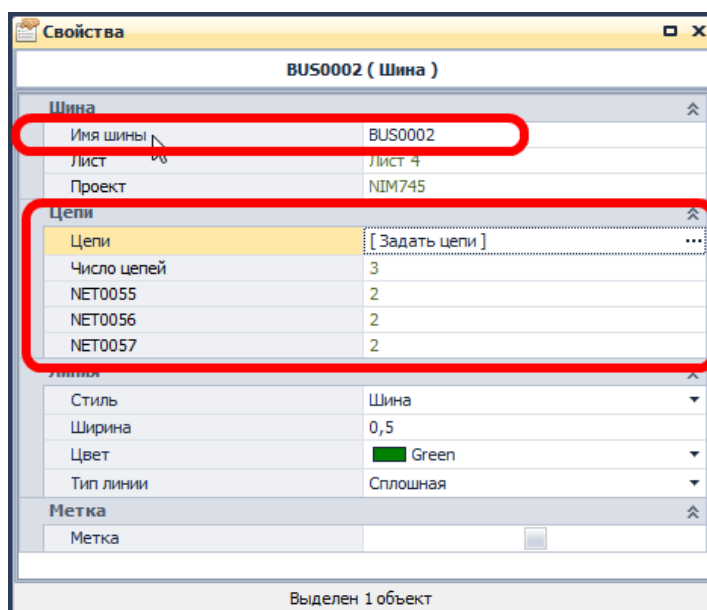 Свойства
BUS0002 ( Шина )
Шина
Имя шины BUS0002
Лист Лист 4
Проект NIM745
Цепи
Цепи [ Задать цепи ] ...
Число цепей 3
NET0055 2
NET0056 2
NET0057 2
Линия
Стиль Шина
Ширина 0,5
Цвет Green
Тип линии Сплошная
Метка
Метка
Выделен 1 объект